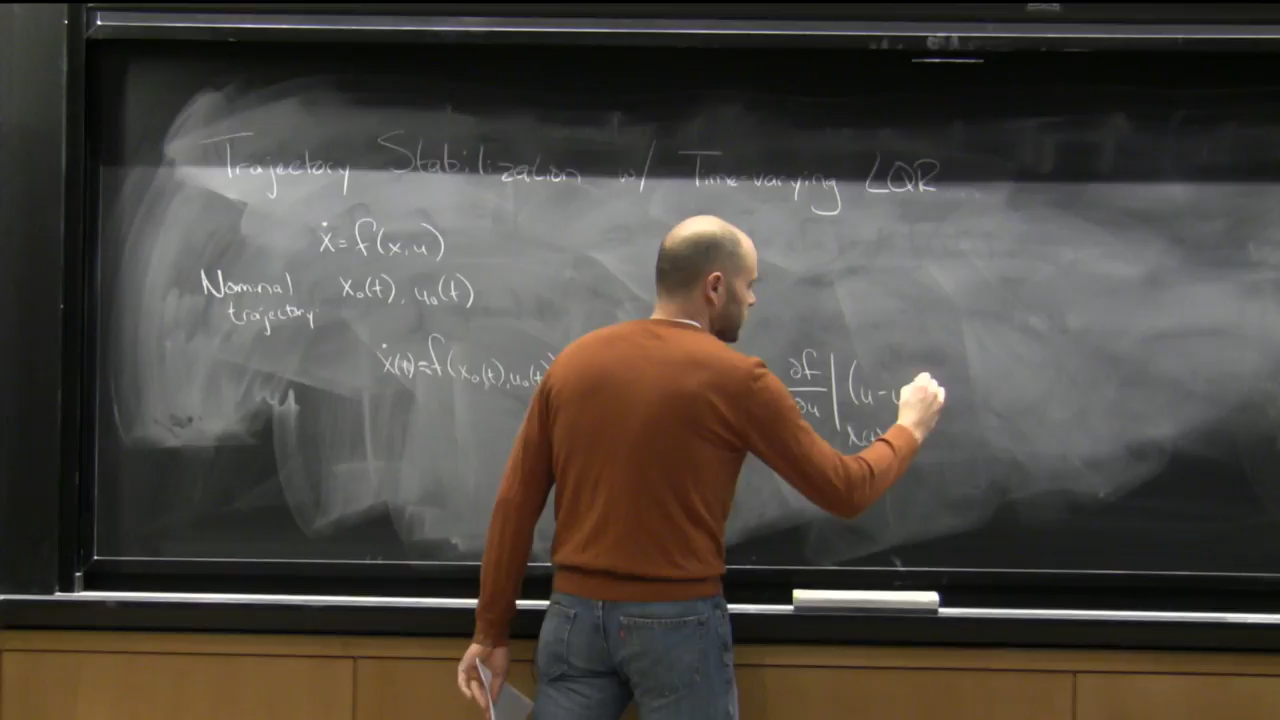 Trajectory Stabilization w/ Time-varying LQR
ẋ = f(x, u)
Nominal x₀(t), u₀(t)
trajectory:
ẋ(t) ≈ f(x₀(t), u₀(t) ∂f/∂u | (u -